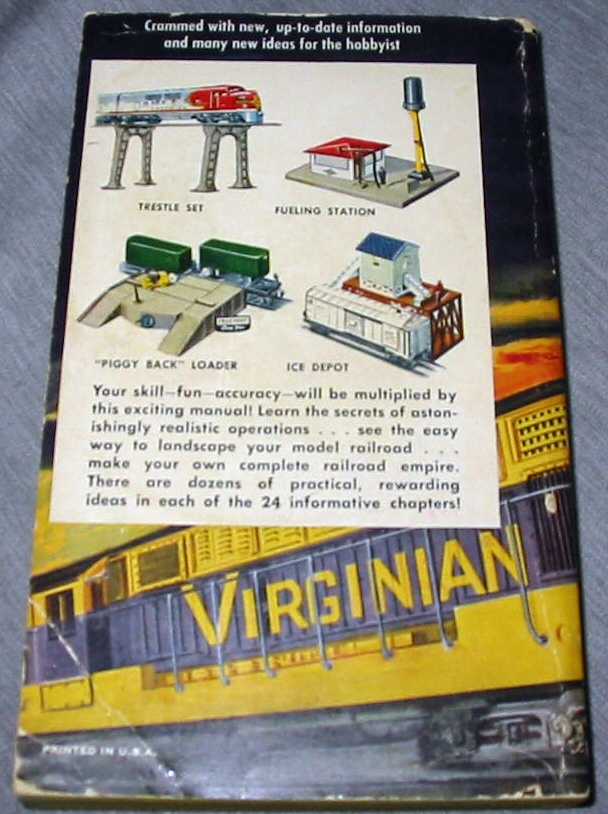 Crammed with new, up-to-date information
and many new ideas for the hobbyist
TRESTLE SET
FUELING STATION
"PIGGY BACK" LOADER
ICE DEPOT
Your skill—fun—accuracy—will be multiplied by
this exciting manual! Learn the secrets of aston-
ishingly realistic operations . . . see the easy
way to landscape your model railroad . . .
make your own complete railroad empire.
There are dozens of practical, rewarding
ideas in each of the 24 informative chapters!
VIRGINIAN
PRINTED IN U.S.A.